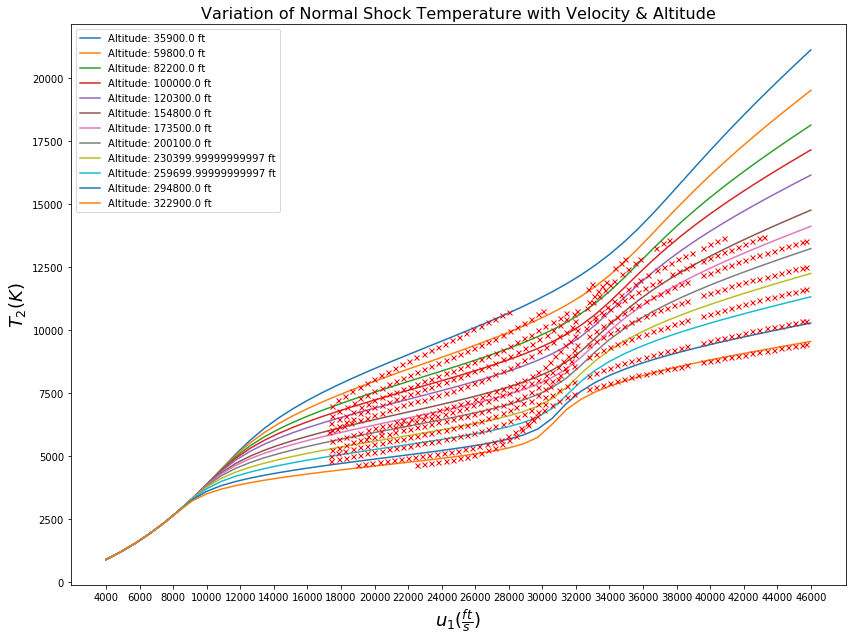 Variation of Normal Shock Temperature with Velocity & Altitude
Altitude: 35900.0 ft
Altitude: 59800.0 ft
Altitude: 82200.0 ft
Altitude: 100000.0 ft
Altitude: 120300.0 ft
Altitude: 154800.0 ft
Altitude: 173500.0 ft
Altitude: 200100.0 ft
Altitude: 230399.99999999997 ft
Altitude: 259699.99999999997 ft
Altitude: 294800.0 ft
Altitude: 322900.0 ft
20000
17500
15000
12500
10000
7500
5000
2500
0
T₂(K)
4000 6000 8000 10000 12000 14000 16000 18000 20000 22000 24000 26000 28000 30000 32000 34000 36000 38000 40000 42000 44000 46000
u₁(ft/s)